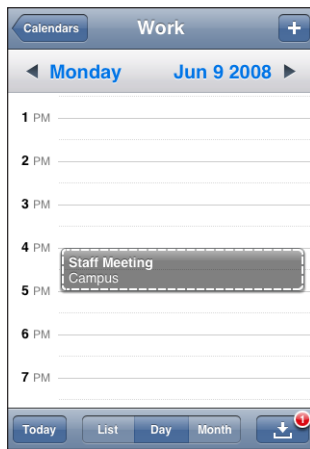 Calendars Work +
Monday Jun 9 2008
1 PM
2 PM
3 PM
4 PM
Staff Meeting
Campus
5 PM
6 PM
7 PM
Today List Day Month 1